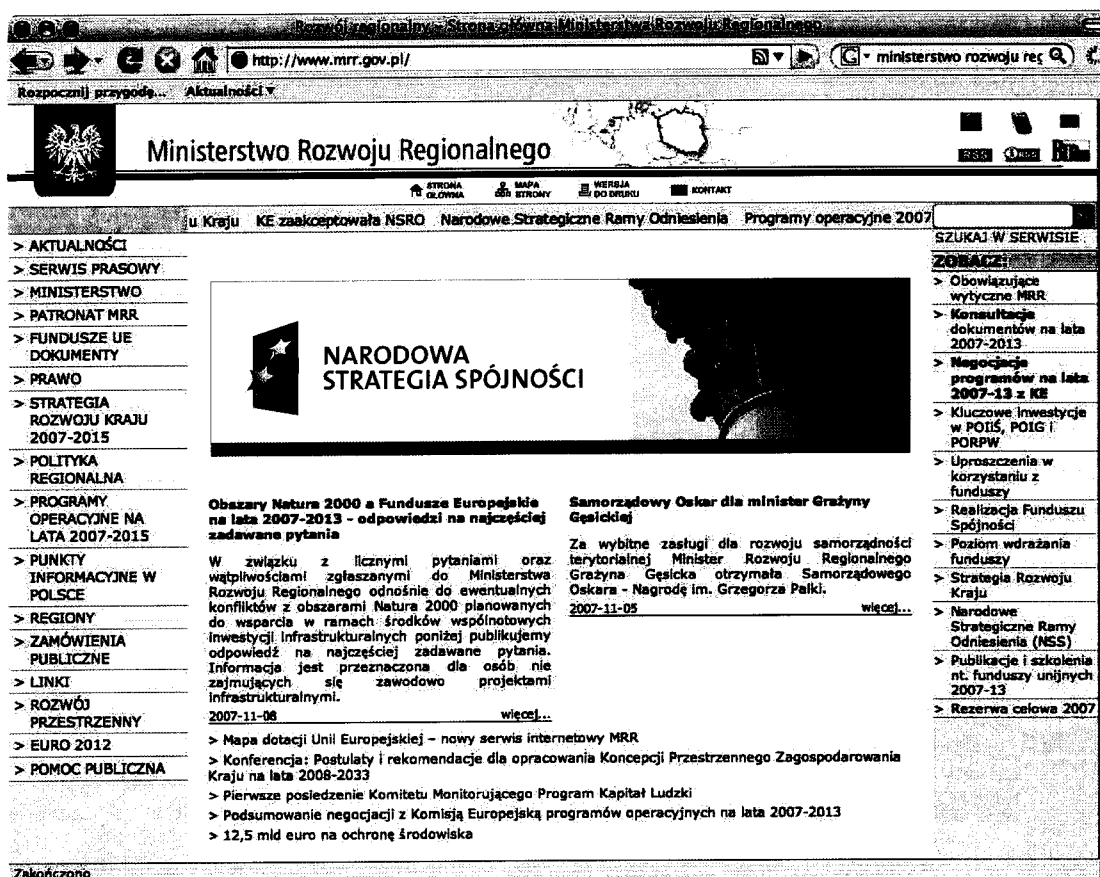 Rozwój regionalny - Strona główna Ministerstwa Rozwoju Regionalnego
http://www.mrr.gov.pl/
G ministerstwo rozwoju reg
Rozpocznij przygodę... Aktualności
Ministerstwo Rozwoju Regionalnego
RSS
BIP
STRONA GŁÓWNA
MAPA STRONY
WERSJA DO DRUKU
KONTAKT
u Kraju KE zaakceptowała NSRO Narodowe Strategiczne Ramy Odniesienia Programy operacyjne 2007
> AKTUALNOŚCI
> SERWIS PRASOWY
> MINISTERSTWO
> PATRONAT MRR
> FUNDUSZE UE
DOKUMENTY
> PRAWO
> STRATEGIA
ROZWOJU KRAJU
2007-2015
> POLITYKA
REGIONALNA
> PROGRAMY
OPERACYJNE NA
LATA 2007-2015
> PUNKTY
INFORMACYJNE W
POLSCE
> REGIONY
> ZAMÓWIENIA
PUBLICZNE
> LINKI
> ROZWÓJ
PRZESTRZENNY
> EURO 2012
> POMOC PUBLICZNA
NARODOWA
STRATEGIA SPÓJNOŚCI
Obszary Natura 2000 a Fundusze Europejskie
na lata 2007-2013 - odpowiedzi na najczęściej
zadawane pytania
W związku z licznymi pytaniami oraz
wątpliwościami zgłaszanymi do Ministerstwa
Rozwoju Regionalnego odnośnie do ewentualnych
konfliktów z obszarami Natura 2000 planowanych
do wsparcia w ramach środków wspólnotowych
inwestycji infrastrukturalnych poniżej publikujemy
odpowiedź na najczęściej zadawane pytania.
Informacja jest przeznaczona dla osób nie
zajmujących się zawodowo projektami
infrastrukturalnymi.
2007-11-08 więcej...
Samorządowy Oskar dla minister Grażyny
Gęsickiej
Za wybitne zasługi dla rozwoju samorządności
terytorialnej Minister Rozwoju Regionalnego
Grażyna Gęsicka otrzymała Samorządowego
Oskara - Nagrodę im. Grzegorza Palki.
2007-11-05 więcej...
> Mapa dotacji Unii Europejskiej – nowy serwis internetowy MRR
> Konferencja: Postulaty i rekomendacje dla opracowania Koncepcji Przestrzennego Zagospodarowania
Kraju na lata 2008-2033
> Pierwsze posiedzenie Komitetu Monitorującego Program Kapitał Ludzki
> Podsumowanie negocjacji z Komisją Europejską programów operacyjnych na lata 2007-2013
> 12,5 mld euro na ochronę środowiska
SZUKAJ W SERWISIE
ZOBACZ:
> Obowiązujące
wytyczne MRR
> Konsultacje
dokumentów na lata
2007-2013
> Negocjacje
programów na lata
2007-13 z KE
> Kluczowe inwestycje
w POIiŚ, POIG i
PORPW
> Uproszczenia w
korzystaniu z
funduszy
> Realizacja Funduszu
Spójności
> Poziom wdrażania
funduszy
> Strategia Rozwoju
Kraju
> Narodowe
Strategiczne Ramy
Odniesienia (NSS)
> Publikacje i szkolenia
nt. funduszy unijnych
2007-13
> Rezerwa celowa 2007
Zakończono